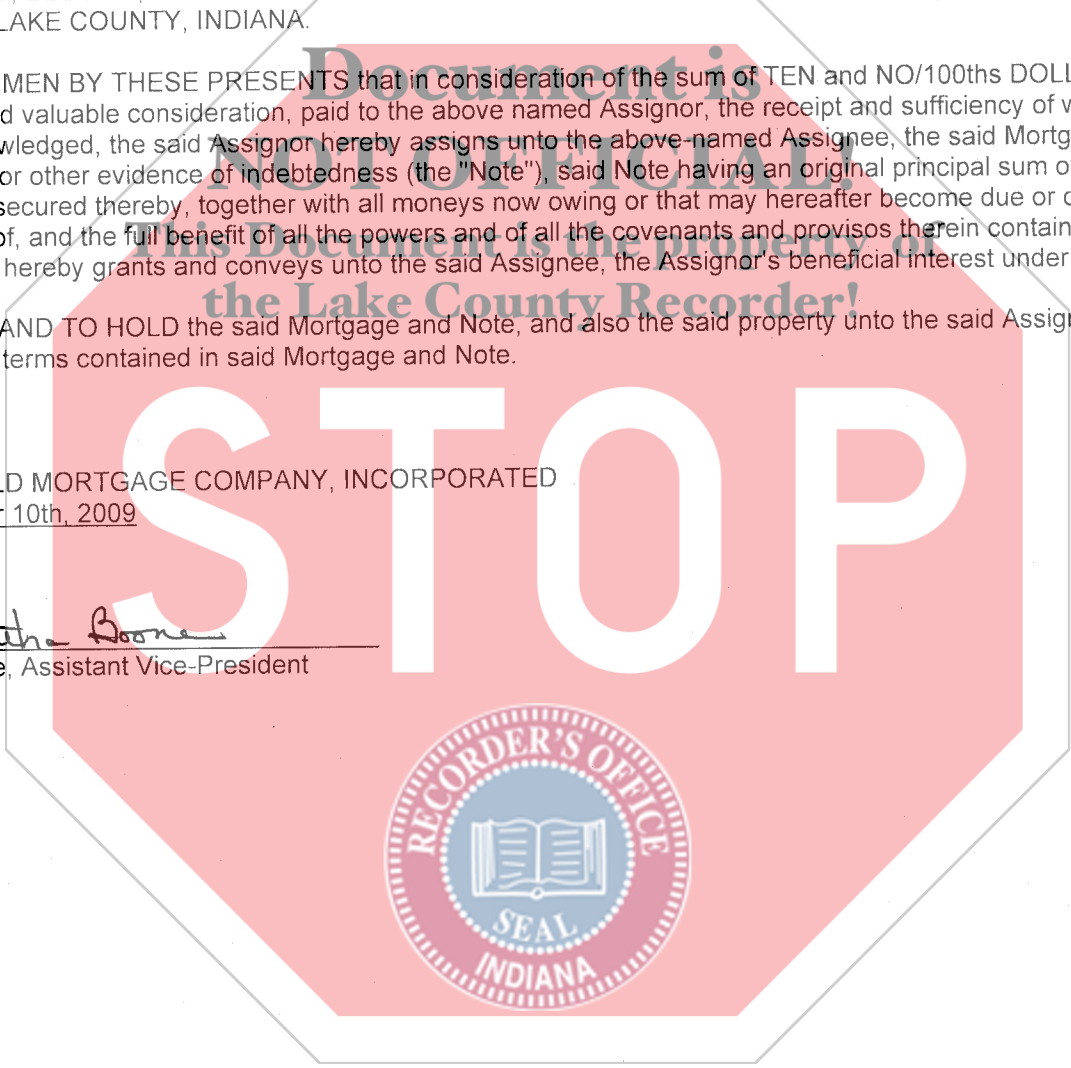 LAKE COUNTY, INDIANA.
Document is
MEN BY THESE PRESENTS that in consideration of the sum of TEN and NO/100ths DOLL
d valuable consideration, paid to the above named Assignor, the receipt and sufficiency of w
wledged, the said Assignor hereby assigns unto the above-named Assignee, the said Mortg
NOT OFFICIAL!
or other evidence of indebtedness (the "Note"), said Note having an original principal sum o
secured thereby, together with all moneys now owing or that may hereafter become due or o
of, and the full benefit of all the powers and of all the covenants and provisos therein contain
This Document is the property of
hereby grants and conveys unto the said Assignee, the Assignor's beneficial interest under
the Lake County Recorder!
AND TO HOLD the said Mortgage and Note, and also the said property unto the said Assig
terms contained in said Mortgage and Note.
STOP
LD MORTGAGE COMPANY, INCORPORATED
r 10th, 2009
tha Boone
e, Assistant Vice-President
RECORDER'S OFFICE
SEAL
INDIANA